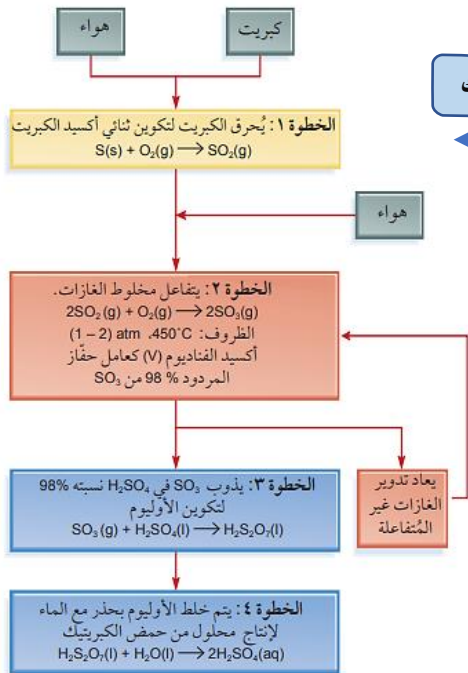 هواء
كبريت
الخطوة ١: يُحرق الكبريت لتكوين ثنائي أكسيد الكبريت
S(s) + O₂(g) ⟶ SO₂(g)
هواء
الخطوة ٢: يتفاعل مخلوط الغازات.
2SO₂(g) + O₂(g) ⟶ 2SO₃(g)
الظروف: 450˚C، (1 – 2) atm
أكسيد الفناديوم (V) كعامل حفّاز
المردود % 98 من SO₃
يعاد تدوير
الغازات غير
المُتفاعلة
الخطوة ٣: يذوب SO₃ في H₂SO₄ نسبته 98%
لتكوين الأوليوم
SO₃(g) + H₂SO₄(l) ⟶ H₂S₂O₇(l)
الخطوة ٤: يتم خلط الأوليوم بحذر مع الماء
لإنتاج محلول من حمض الكبريتيك
H₂S₂O₇(l) + H₂O(l) ⟶ 2H₂SO₄(aq)